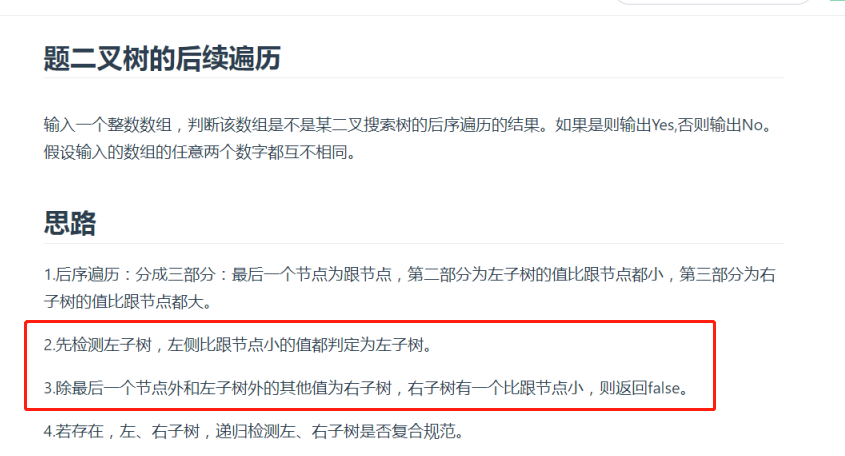 题二叉树的后续遍历
输入一个整数数组，判断该数组是不是某二叉搜索树的后序遍历的结果。如果是则输出Yes,否则输出No。
假设输入的数组的任意两个数字都互不相同。
思路
1.后序遍历：分成三部分：最后一个节点为跟节点，第二部分为左子树的值比跟节点都小，第三部分为右
子树的值比跟节点都大。
2.先检测左子树，左侧比跟节点小的值都判定为左子树。
3.除最后一个节点外和左子树外的其他值为右子树，右子树有一个比跟节点小，则返回false。
4.若存在，左、右子树，递归检测左、右子树是否复合规范。